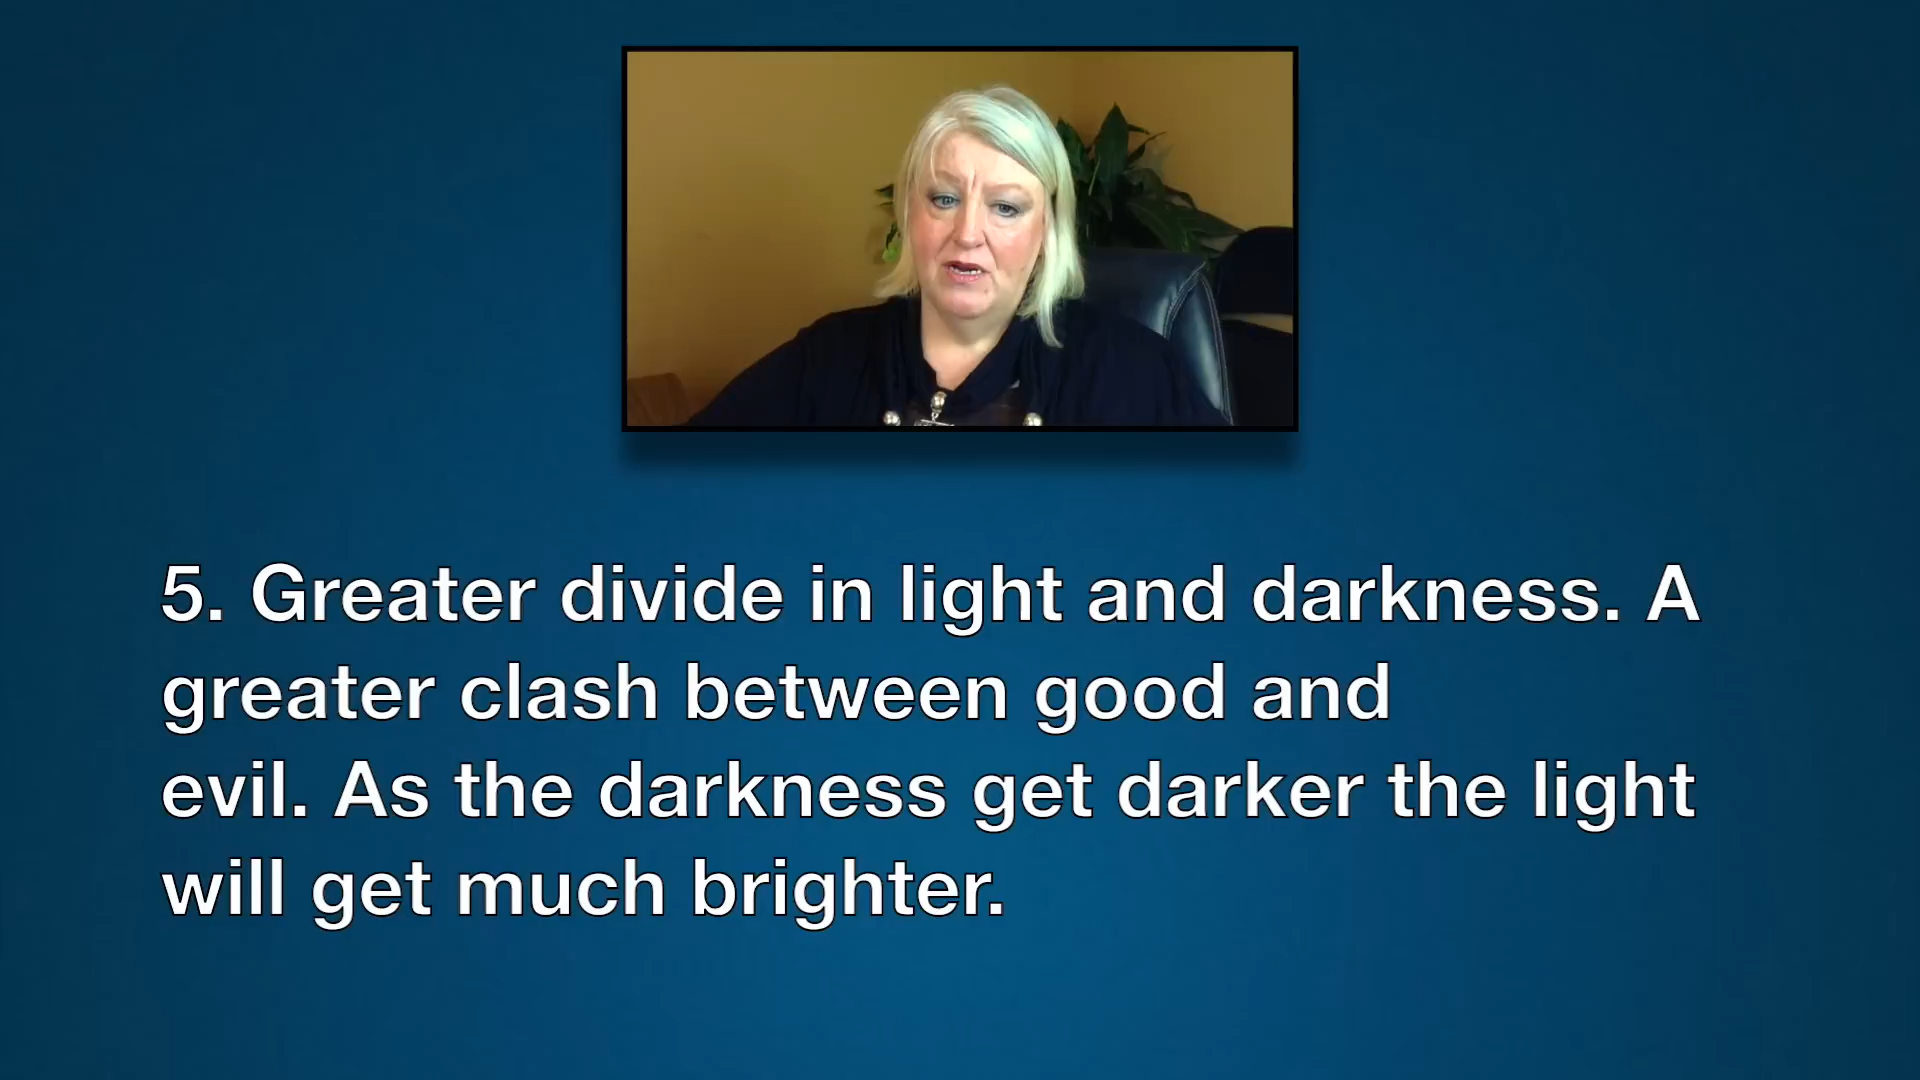 5. Greater divide in light and darkness. A
greater clash between good and
evil. As the darkness get darker the light
will get much brighter.